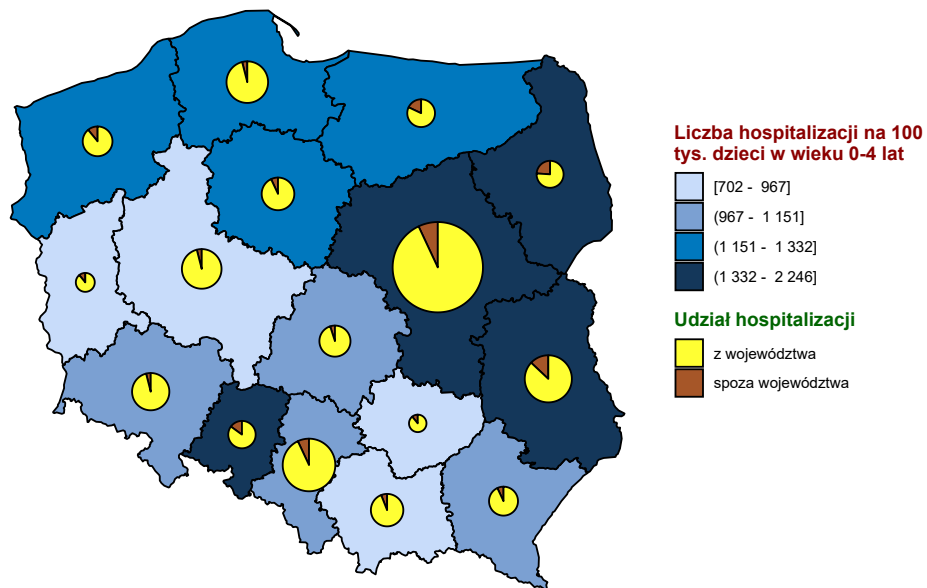 Liczba hospitalizacji na 100
tys. dzieci w wieku 0-4 lat
[702 - 967]
(967 - 1 151]
(1 151 - 1 332]
(1 332 - 2 246]
Udział hospitalizacji
z województwa
spoza województwa